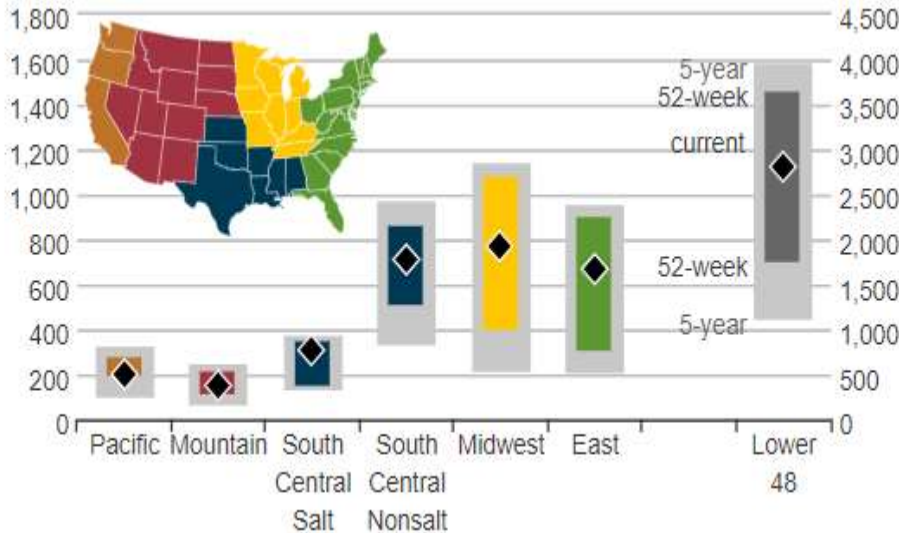 1,800
1,600
1,400
1,200
1,000
800
600
400
200
0
4,500
4,000
3,500
3,000
2,500
2,000
1,500
1,000
500
0
5-year
52-week
current
52-week
5-year
Pacific
Mountain
South
Central
Salt
South
Central
Nonsalt
Midwest
East
Lower
48